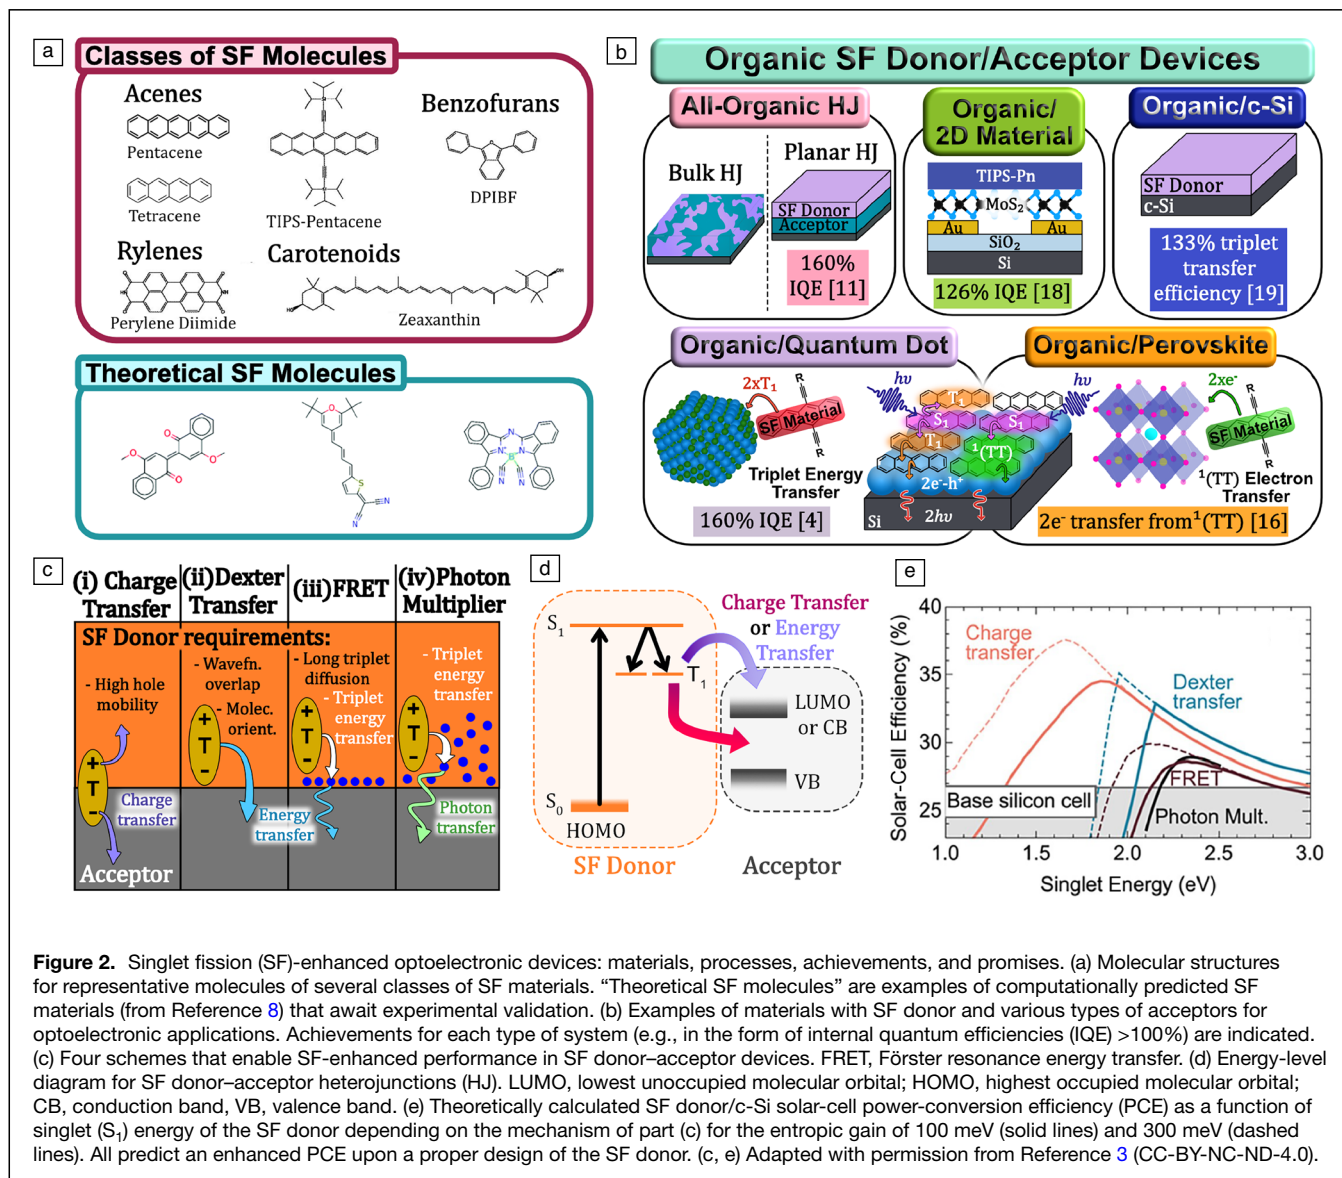 a
Classes of SF Molecules
Acenes
Pentacene
Tetracene
TIPS-Pentacene
Benzofurans
DPIBF
Rylenes
Perylene Diimide
Carotenoids
Zeaxanthin
Theoretical SF Molecules
b
Organic SF Donor/Acceptor Devices
All-Organic HJ
Bulk HJ
Planar HJ
SF Donor
Acceptor
160%
IQE [11]
Organic/
2D Material
TIPS-Pn
MoS₂
Au Au
SiO₂
Si
126% IQE [18]
Organic/c-Si
SF Donor
c-Si
133% triplet
transfer
efficiency [19]
Organic/Quantum Dot
2xT₁
R
SF Material
R
Triplet Energy
Transfer
160% IQE [4]
hν
T₁
S₁
T₁
hν
S₁
¹(TT)
2e⁻-h⁺
Si
2hν
Organic/Perovskite
2xe⁻
R
SF Material
R
¹(TT) Electron
Transfer
2e⁻ transfer from ¹(TT) [16]
c
(i) Charge
Transfer
(ii)Dexter
Transfer
(iii)FRET
(iv)Photon
Multiplier
SF Donor requirements:
- High hole
mobility
- Wavefn.
overlap
- Molec.
orient.
- Long triplet
diffusion
- Triplet
energy
transfer
- Triplet
energy
transfer
+
T
-
+
T
-
+
T
-
+
T
-
Charge
transfer
Energy
transfer
Photon
transfer
Acceptor
d
S₁
T₁
S₀
HOMO
SF Donor
Charge Transfer
or Energy
Transfer
LUMO
or CB
VB
Acceptor
e
Solar-Cell Efficiency (%)
40
35
30
25
Charge
transfer
Dexter
transfer
FRET
Photon Mult.
Base silicon cell
1.0 1.5 2.0 2.5 3.0
Singlet Energy (eV)
Figure 2. Singlet fission (SF)-enhanced optoelectronic devices: materials, processes, achievements, and promises. (a) Molecular structures
for representative molecules of several classes of SF materials. “Theoretical SF molecules” are examples of computationally predicted SF
materials (from Reference 8) that await experimental validation. (b) Examples of materials with SF donor and various types of acceptors for
optoelectronic applications. Achievements for each type of system (e.g., in the form of internal quantum efficiencies (IQE) >100%) are indicated.
(c) Four schemes that enable SF-enhanced performance in SF donor–acceptor devices. FRET, Förster resonance energy transfer. (d) Energy-level
diagram for SF donor–acceptor heterojunctions (HJ). LUMO, lowest unoccupied molecular orbital; HOMO, highest occupied molecular orbital;
CB, conduction band, VB, valence band. (e) Theoretically calculated SF donor/c-Si solar-cell power-conversion efficiency (PCE) as a function of
singlet (S₁) energy of the SF donor depending on the mechanism of part (c) for the entropic gain of 100 meV (solid lines) and 300 meV (dashed
lines). All predict an enhanced PCE upon a proper design of the SF donor. (c, e) Adapted with permission from Reference 3 (CC-BY-NC-ND-4.0).